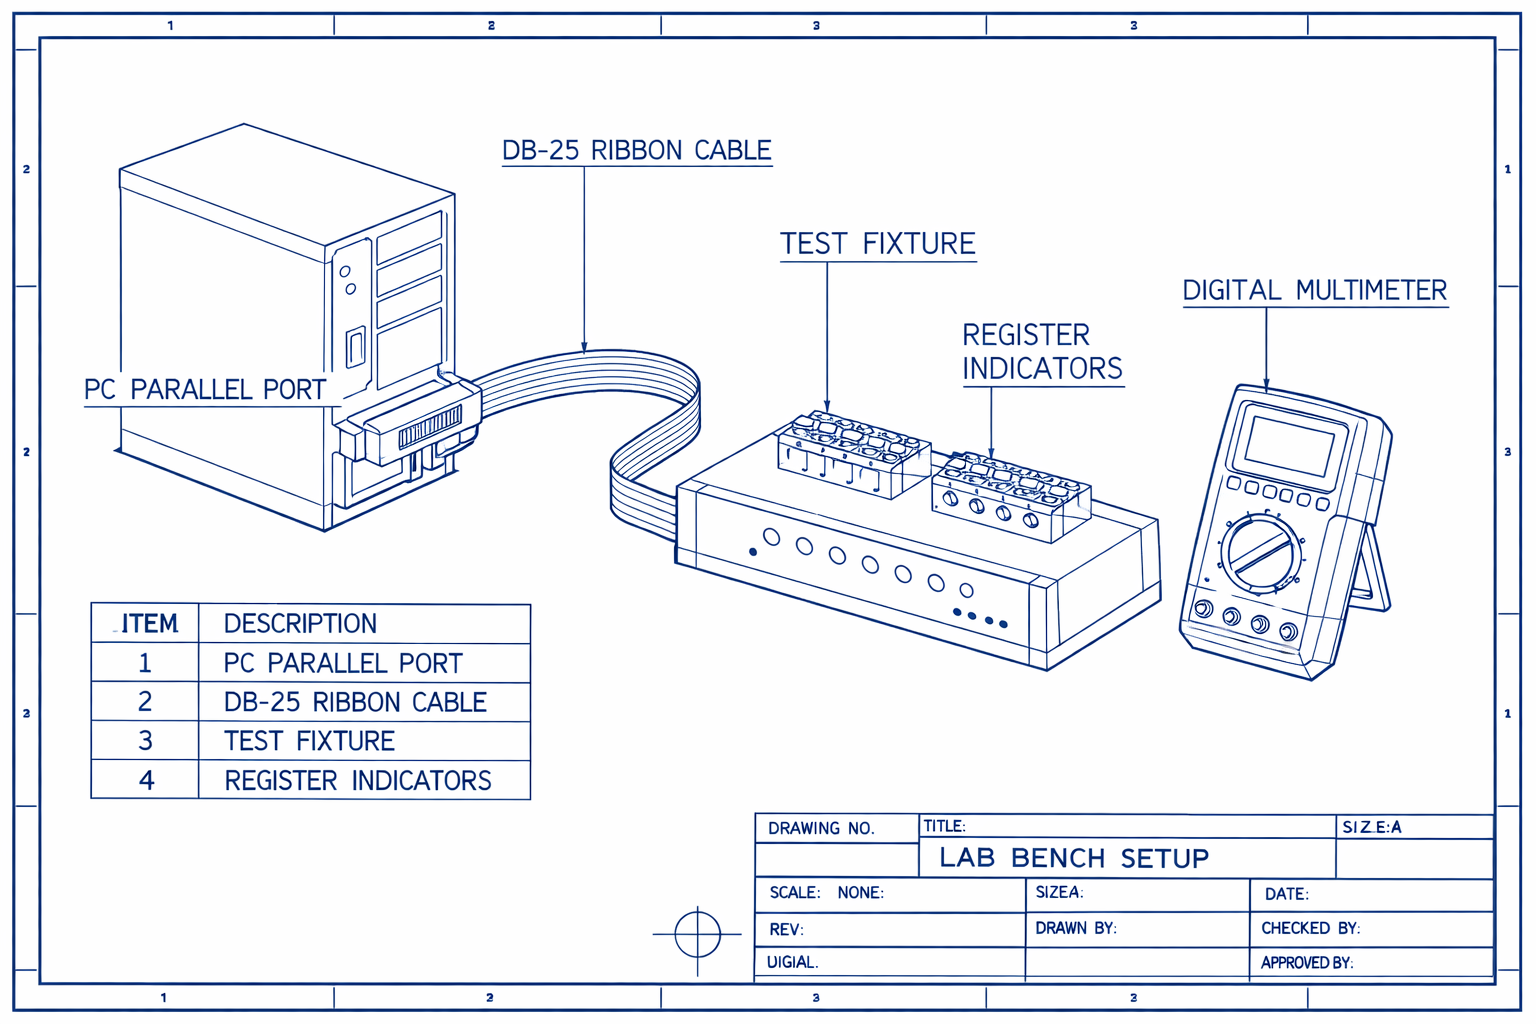 1 2 3 3
DB-25 RIBBON CABLE
2 1
TEST FIXTURE
DIGITAL MULTIMETER
REGISTER
INDICATORS
PC PARALLEL PORT
2 3
ITEM DESCRIPTION
1 PC PARALLEL PORT
2 DB-25 RIBBON CABLE
3 TEST FIXTURE
4 REGISTER INDICATORS
3 1
DRAWING NO. TITLE: SIZE:A
LAB BENCH SETUP
SCALE: NONE: SIZEA: DATE:
REV: DRAWN BY: CHECKED BY:
UIGIAL. APPROVED BY:
1 2 3 3